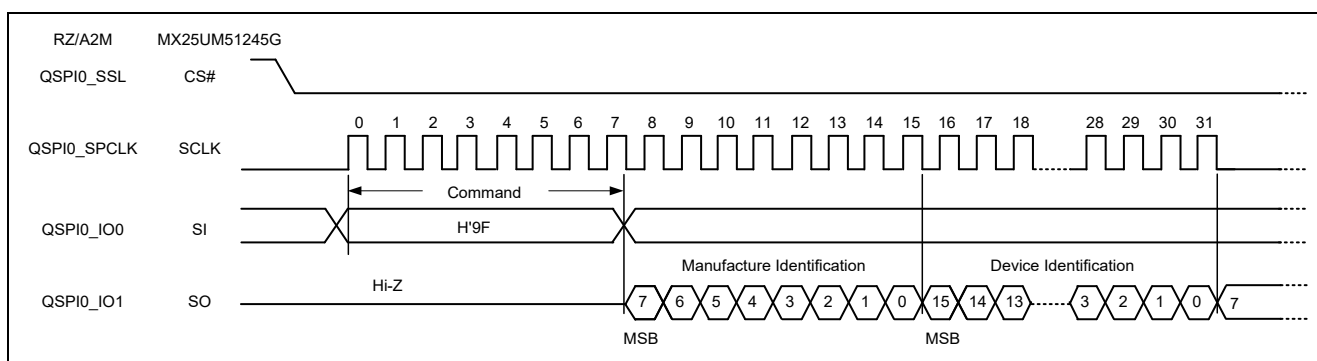 RZ/A2M MX25UM51245G
QSPI0_SSL CS#
0 1 2 3 4 5 6 7 8 9 10 11 12 13 14 15 16 17 18 28 29 30 31
QSPI0_SPCLK SCLK
Command
QSPI0_IO0 SI H'9F
Manufacture Identification Device Identification
Hi-Z
QSPI0_IO1 SO 7 6 5 4 3 2 1 0 15 14 13 3 2 1 0 7
MSB MSB